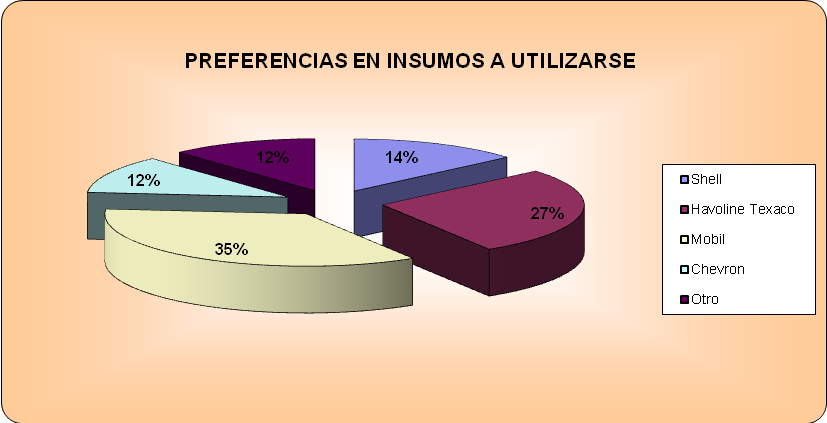 PREFERENCIAS EN INSUMOS A UTILIZARSE
14%
27%
35%
12%
12%
Shell
Havoline Texaco
Mobil
Chevron
Otro